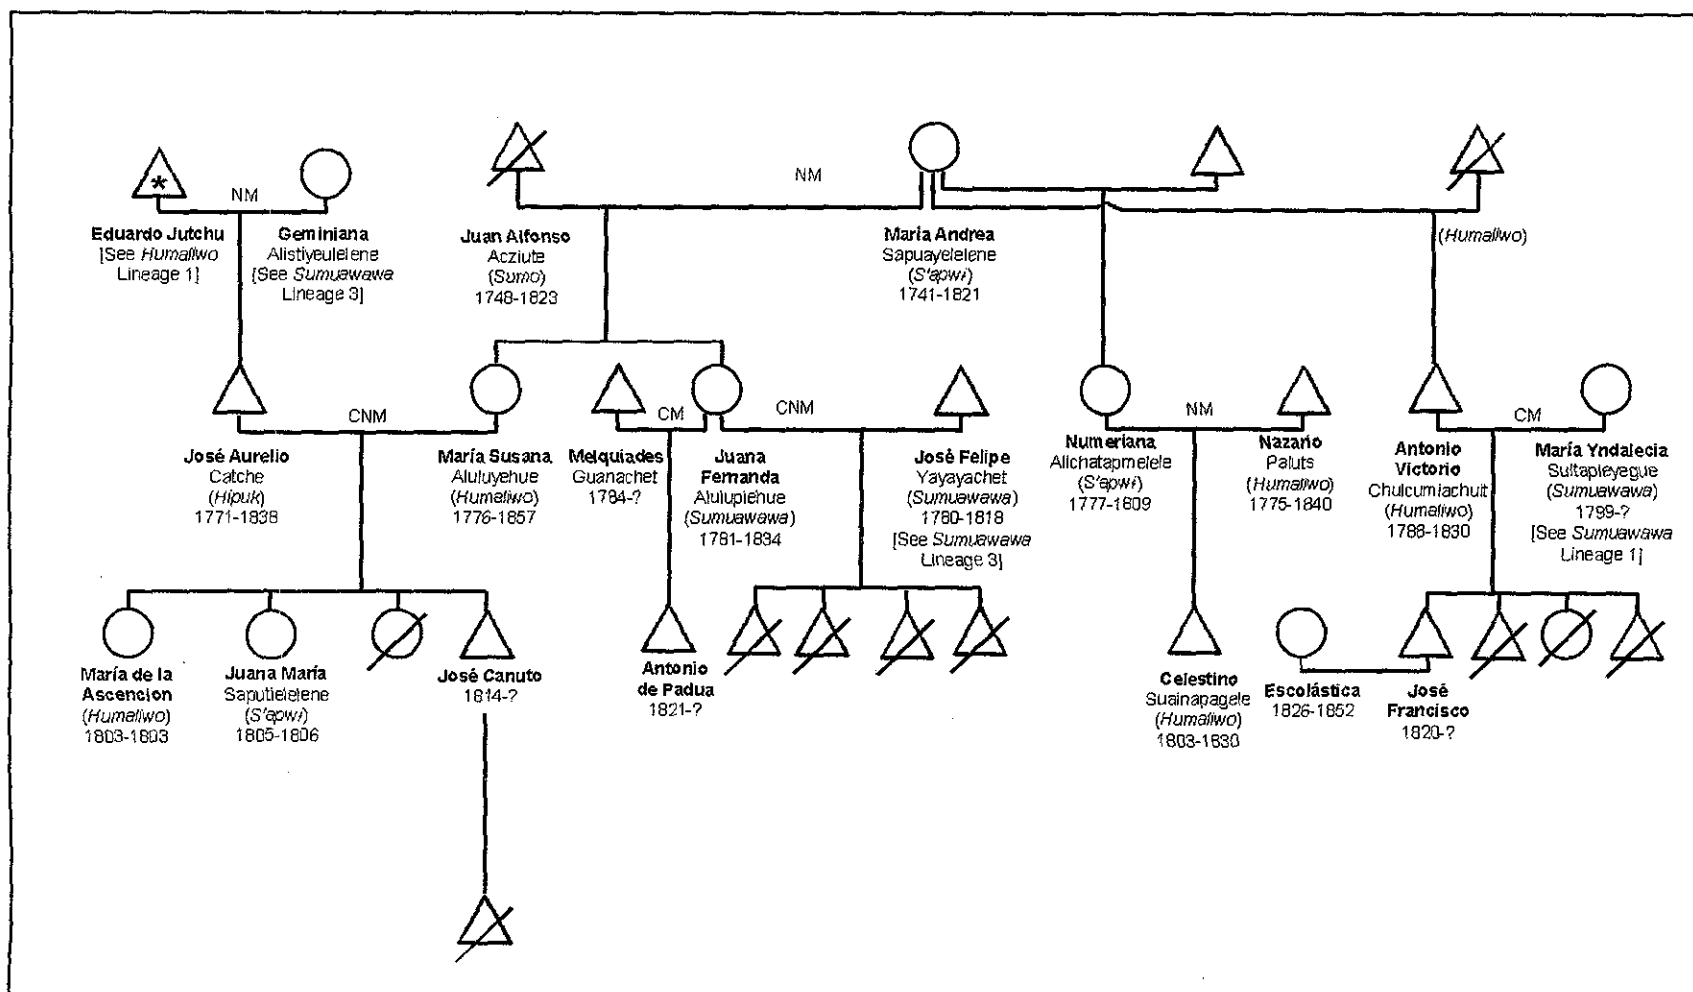 *
NM
NM
Eduardo Jutchu
[See Humaliwo
Lineage 1]
Geminiana
Alistiyeulelene
[See Sumuawawa
Lineage 3]
Juan Alfonso
Acziute
(Sumo)
1748-1823
María Andrea
Sapuayelelene
(S'apwi)
1741-1821
(Humaliwo)
CNM
CM
CNM
NM
CM
José Aurelio
Catche
(Hipuk)
1771-1838
María Susana
Aluluyehue
(Humaliwo)
1776-1857
Melquiades
Guanachet
1784-?
Juana
Fernanda
Alulupiehue
(Sumuawawa)
1781-1834
José Felipe
Yayayachet
(Sumuawawa)
1780-1818
[See Sumuawawa
Lineage 3]
Numeriana
Alichatapmelele
(S'apwi)
1777-1809
Nazario
Paluts
(Humaliwo)
1775-1840
Antonio
Victorio
Chulcumiachuit
(Humaliwo)
1788-1830
María Yndalecia
Sultapleyegue
(Sumuawawa)
1799-?
[See Sumuawawa
Lineage 1]
María de la
Ascencion
(Humaliwo)
1803-1803
Juana María
Saputielelene
(S'apwi)
1805-1806
José Canuto
1814-?
Antonio
de Padua
1821-?
Celestino
Suainapagele
(Humaliwo)
1803-1830
Escolástica
1826-1852
José
Francisco
1820-?